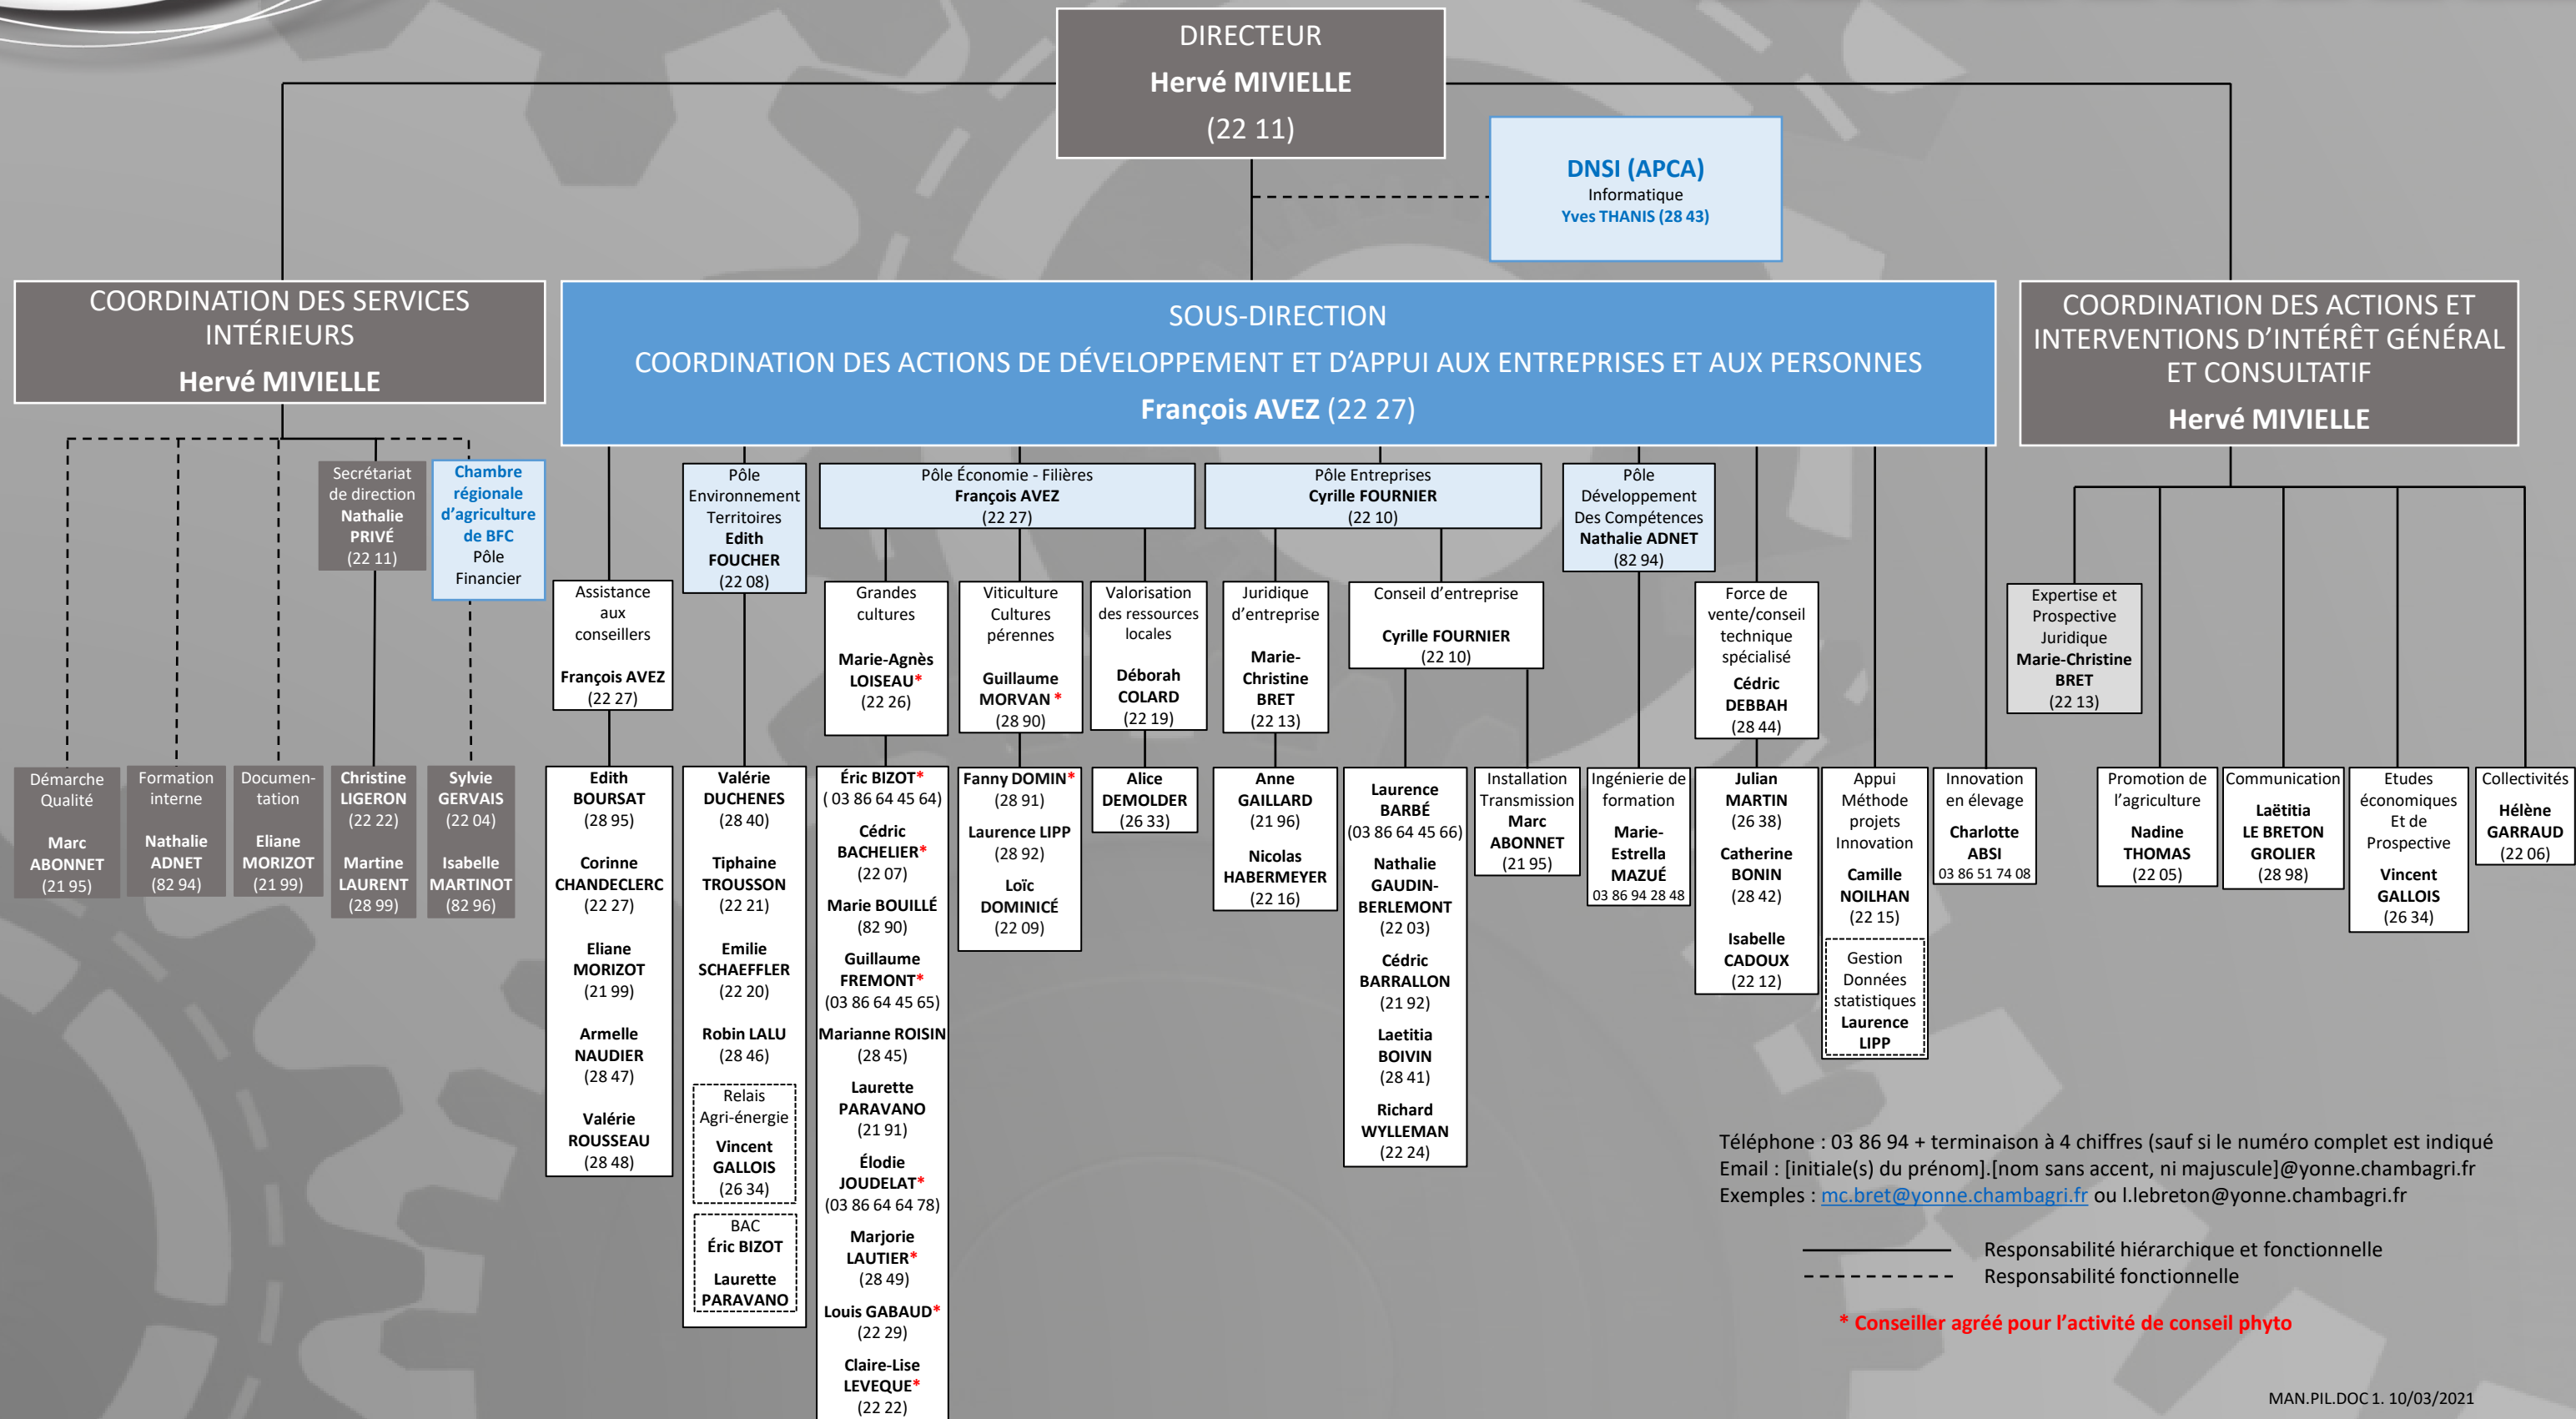 DIRECTEUR
Hervé MIVIELLE
(22 11)
DNSI (APCA)
Informatique
Yves THANIS (28 43)
COORDINATION DES SERVICES
INTÉRIEURS
Hervé MIVIELLE
SOUS-DIRECTION
COORDINATION DES ACTIONS DE DÉVELOPPEMENT ET D'APPUI AUX ENTREPRISES ET AUX PERSONNES
François AVEZ (22 27)
COORDINATION DES ACTIONS ET
INTERVENTIONS D'INTÉRÊT GÉNÉRAL
ET CONSULTATIF
Hervé MIVIELLE
Secrétariat
de direction
Nathalie
PRIVÉ
(22 11)
Chambre
régionale
d'agriculture
de BFC
Pôle
Financier
Démarche
Qualité
Marc
ABONNET
(21 95)
Formation
interne
Nathalie
ADNET
(82 94)
Documen-
tation
Eliane
MORIZOT
(21 99)
Christine
LIGERON
(22 22)
Martine
LAURENT
(28 99)
Sylvie
GERVAIS
(22 04)
Isabelle
MARTINOT
(82 96)
Assistance
aux
conseillers
François AVEZ
(22 27)
Edith
BOURSAT
(28 95)
Corinne
CHANDECLERC
(22 27)
Eliane
MORIZOT
(21 99)
Armelle
NAUDIER
(28 47)
Valérie
ROUSSEAU
(28 48)
Pôle
Environnement
Territoires
Edith
FOUCHER
(22 08)
Valérie
DUCHENES
(28 40)
Tiphaine
TROUSSON
(22 21)
Emilie
SCHAEFFLER
(22 20)
Robin LALU
(28 46)
Relais
Agri-énergie
Vincent
GALLOIS
(26 34)
BAC
Éric BIZOT
Laurette
PARAVANO
Pôle Économie - Filières
François AVEZ
(22 27)
Grandes
cultures
Marie-Agnès
LOISEAU*
(22 26)
Éric BIZOT*
( 03 86 64 45 64)
Cédric
BACHELIER*
(22 07)
Marie BOUILLÉ
(82 90)
Guillaume
FREMONT*
(03 86 64 45 65)
Marianne ROISIN
(28 45)
Laurette
PARAVANO
(21 91)
Élodie
JOUDELAT*
(03 86 64 64 78)
Marjorie
LAUTIER*
(28 49)
Louis GABAUD*
(22 29)
Claire-Lise
LEVEQUE*
(22 22)
Viticulture
Cultures
pérennes
Guillaume
MORVAN *
(28 90)
Fanny DOMIN*
(28 91)
Laurence LIPP
(28 92)
Loïc
DOMINICÉ
(22 09)
Valorisation
des ressources
locales
Déborah
COLARD
(22 19)
Alice
DEMOLDER
(26 33)
Pôle Entreprises
Cyrille FOURNIER
(22 10)
Juridique
d'entreprise
Marie-
Christine
BRET
(22 13)
Anne
GAILLARD
(21 96)
Nicolas
HABERMEYER
(22 16)
Conseil d'entreprise
Cyrille FOURNIER
(22 10)
Laurence
BARBÉ
(03 86 64 45 66)
Nathalie
GAUDIN-
BERLEMONT
(22 03)
Cédric
BARRALLON
(21 92)
Laetitia
BOIVIN
(28 41)
Richard
WYLLEMAN
(22 24)
Installation
Transmission
Marc
ABONNET
(21 95)
Pôle
Développement
Des Compétences
Nathalie ADNET
(82 94)
Ingénierie de
formation
Marie-
Estrella
MAZUÉ
03 86 94 28 48
Force de
vente/conseil
technique
spécialisé
Cédric
DEBBAH
(28 44)
Julian
MARTIN
(26 38)
Catherine
BONIN
(28 42)
Isabelle
CADOUX
(22 12)
Appui
Méthode
projets
Innovation
Camille
NOILHAN
(22 15)
Gestion
Données
statistiques
Laurence
LIPP
Innovation
en élevage
Charlotte
ABSI
03 86 51 74 08
Expertise et
Prospective
Juridique
Marie-Christine
BRET
(22 13)
Promotion de
l'agriculture
Nadine
THOMAS
(22 05)
Communication
Laëtitia
LE BRETON
GROLIER
(28 98)
Etudes
économiques
Et de
Prospective
Vincent
GALLOIS
(26 34)
Collectivités
Hélène
GARRAUD
(22 06)
Téléphone : 03 86 94 + terminaison à 4 chiffres (sauf si le numéro complet est indiqué
Email : [initiale(s) du prénom].[nom sans accent, ni majuscule]@yonne.chambagri.fr
Exemples : mc.bret@yonne.chambagri.fr ou l.lebreton@yonne.chambagri.fr
Responsabilité hiérarchique et fonctionnelle
Responsabilité fonctionnelle
* Conseiller agréé pour l'activité de conseil phyto
MAN.PIL.DOC 1. 10/03/2021